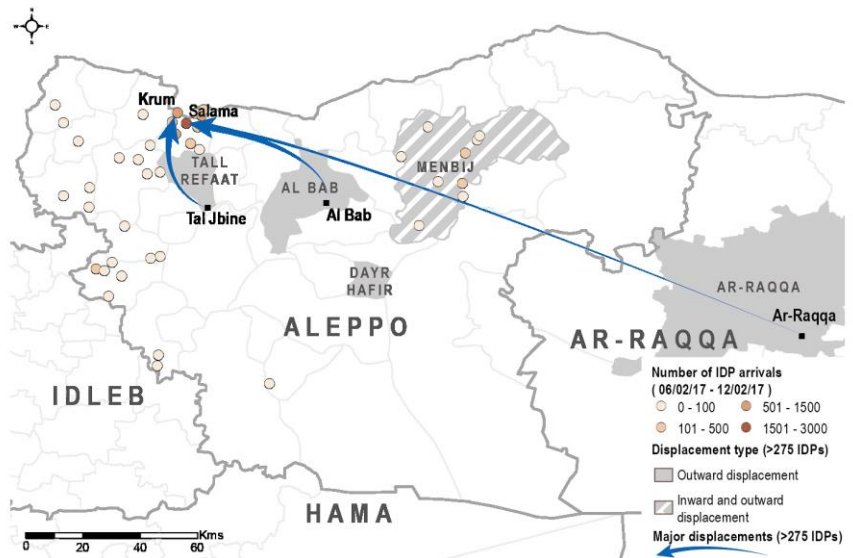 N
W E
S
Krum
Salama
TALL
REFAAT
MENBIJ
AL BAB
Tal Jbine
Al Bab
DAYR
HAFIR
AR-RAQQA
Ar-Raqqa
ALEPPO
AR-RAQQA
IDLEB
HAMA
Number of IDP arrivals
( 06/02/17 - 12/02/17 )
0 - 100
501 - 1500
101 - 500
1501 - 3000
Displacement type (>275 IDPs)
Outward displacement
Inward and outward
displacement
Major displacements (>275 IDPs)
Kms
0 10 20 40 60